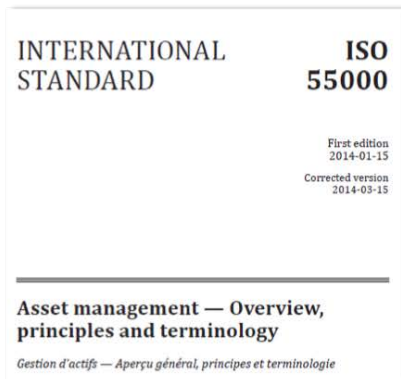 INTERNATIONAL
STANDARD
ISO
55000
First edition
2014-01-15
Corrected version
2014-03-15
Asset management — Overview,
principles and terminology
Gestion d'actifs — Aperçu général, principes et terminologie